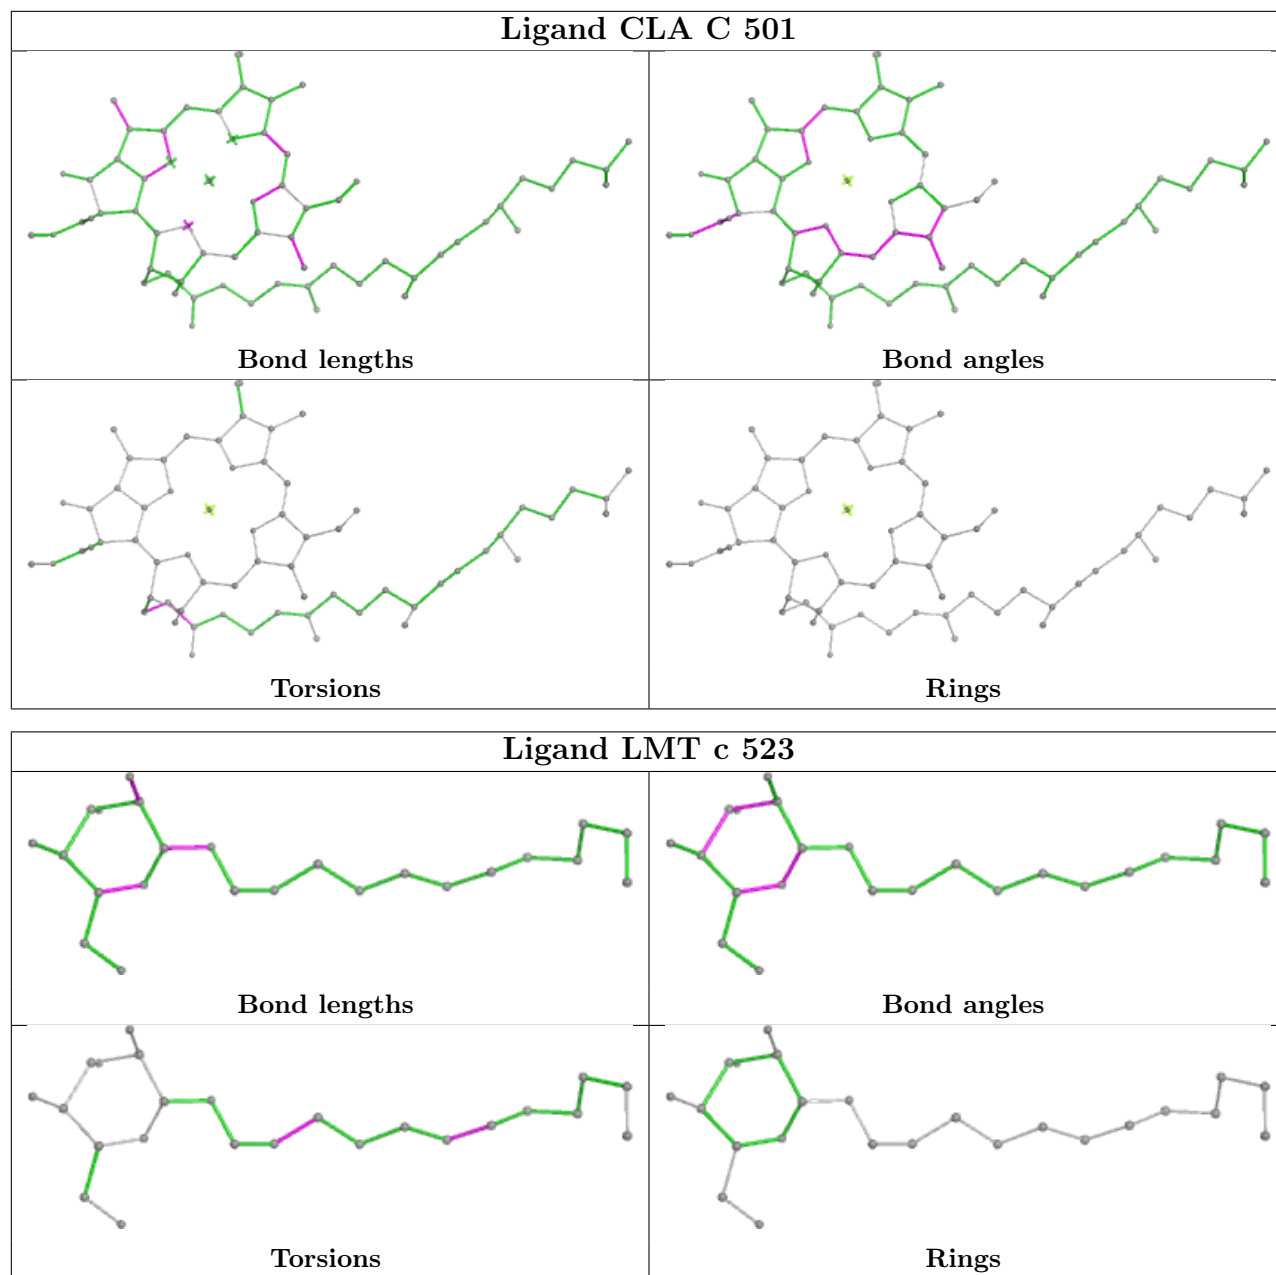 Ligand CLA C 501
Bond lengths
Bond angles
Torsions
Rings
Ligand LMT c 523
Bond lengths
Bond angles
Torsions
Rings